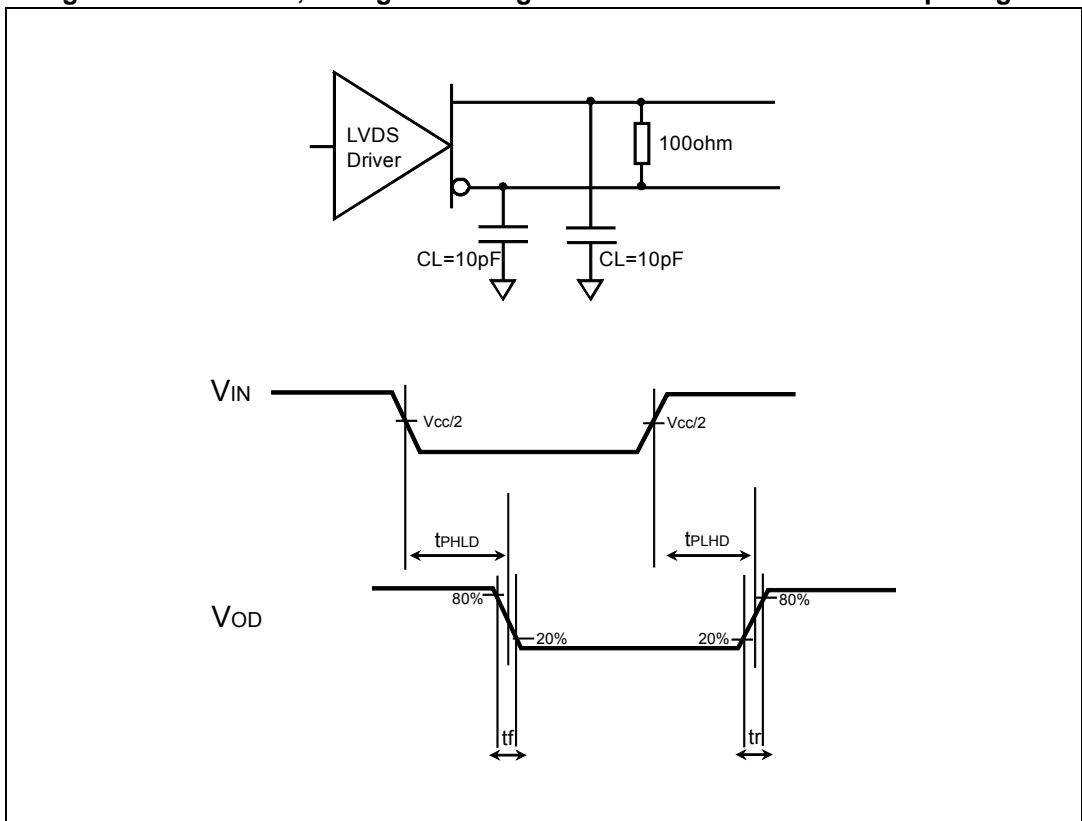 LVDS
Driver
100ohm
CL=10pF CL=10pF
VIN
Vcc/2 Vcc/2
tPHLD tPLHD
VOD
80% 80%
20% 20%
tf tr